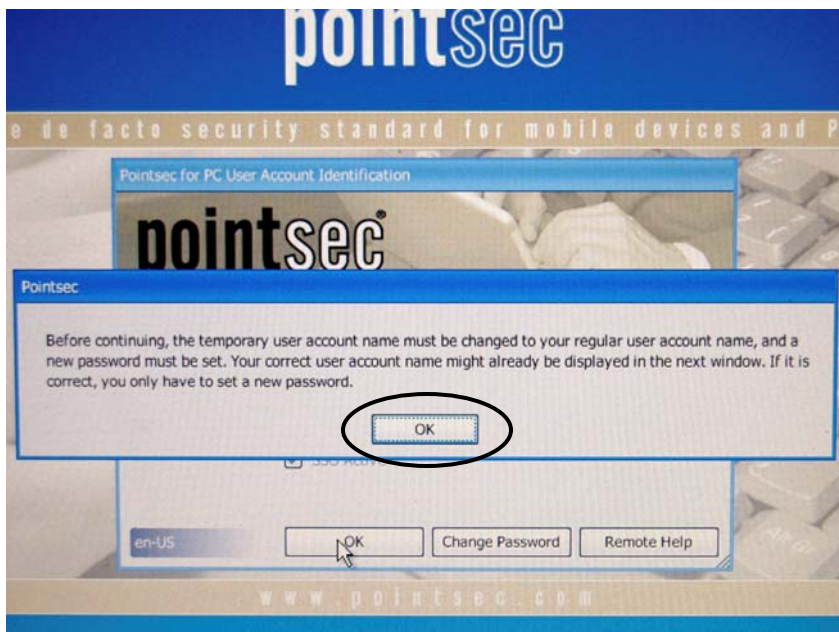 pointsec
e de facto security standard for mobile devices and P
Pointsec for PC User Account Identification
pointsec®
Pointsec
Before continuing, the temporary user account name must be changed to your regular user account name, and a
new password must be set. Your correct user account name might already be displayed in the next window. If it is
correct, you only have to set a new password.
OK
SSO Active
en-US
OK
Change Password
Remote Help
www.pointsec.com